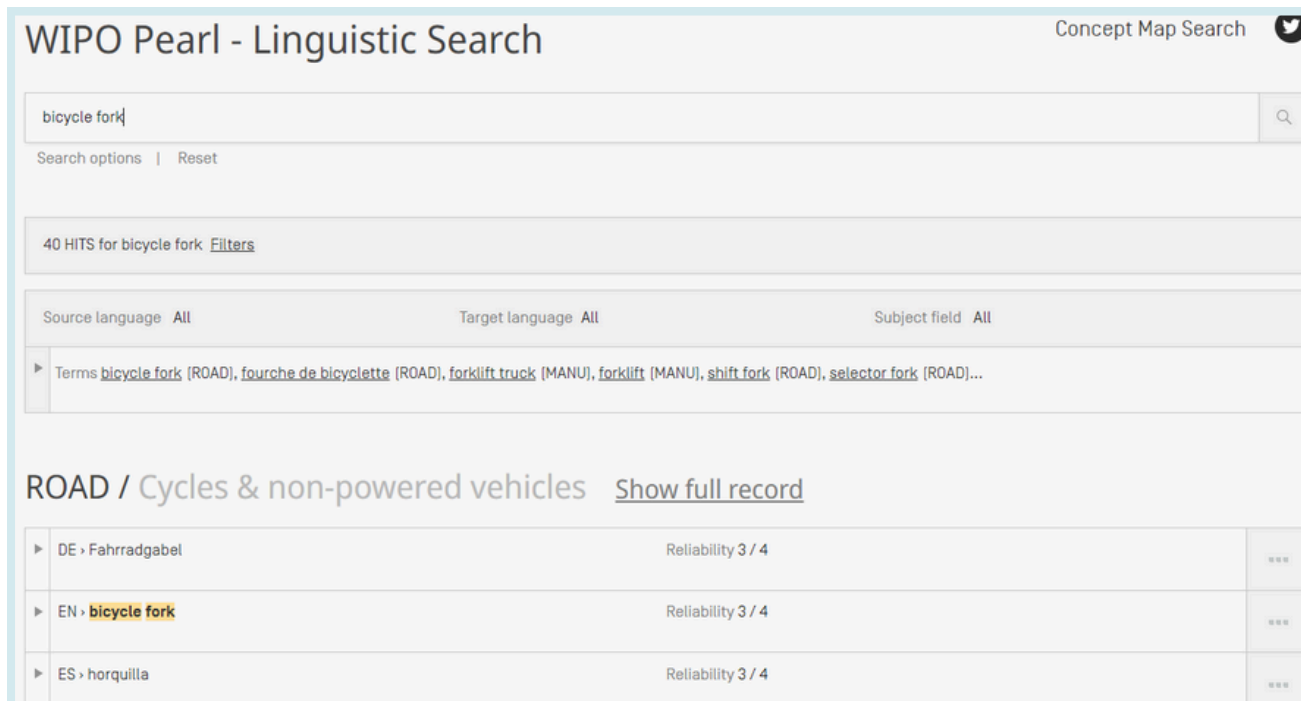 WIPO Pearl - Linguistic Search
Concept Map Search
bicycle fork
Search options | Reset
40 HITS for bicycle fork Filters
Source language All Target language All Subject field All
Terms bicycle fork (ROAD), fourche de bicyclette (ROAD), forklift truck (MANU), forklift (MANU), shift fork (ROAD), selector fork (ROAD)...
ROAD / Cycles & non-powered vehicles Show full record
DE › Fahrradgabel Reliability 3 / 4
EN › bicycle fork Reliability 3 / 4
ES › horquilla Reliability 3 / 4